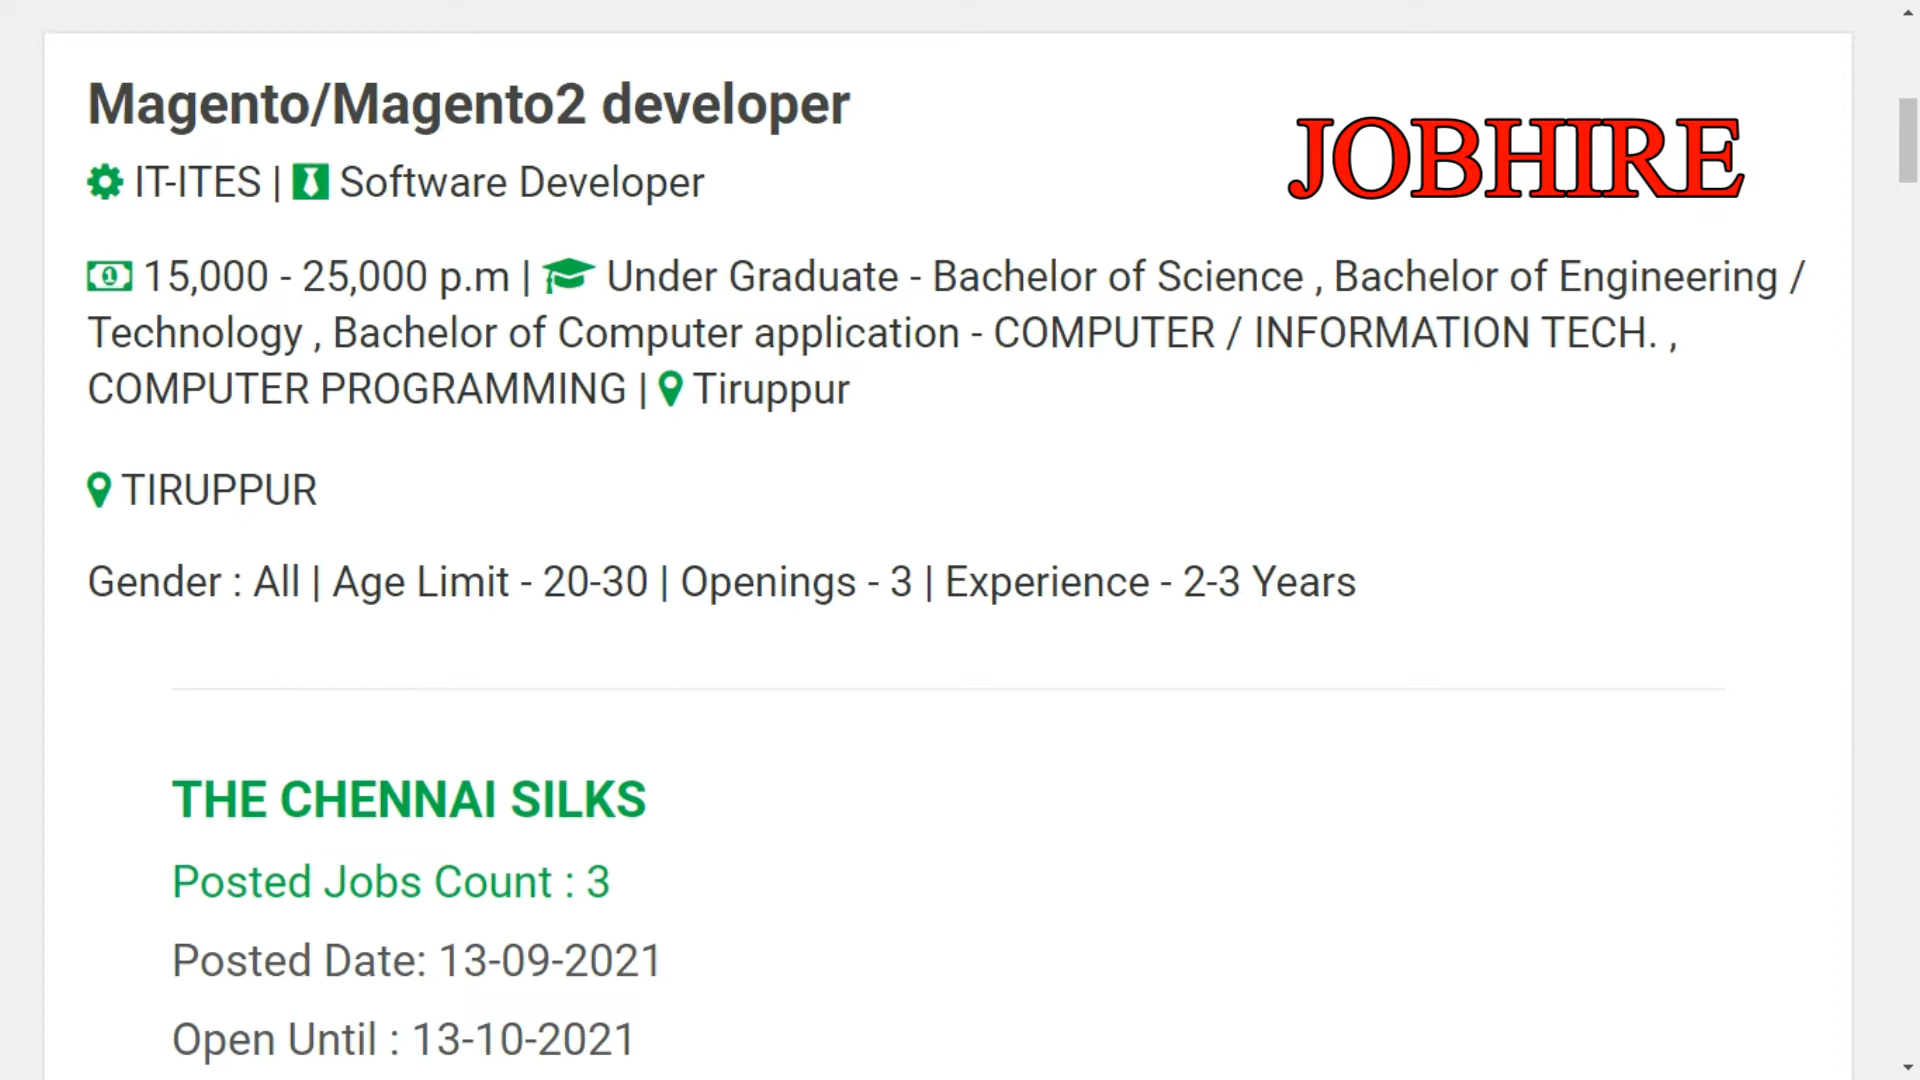 Magento/Magento2 developer
JOBHIRE
IT-ITES | Software Developer
15,000 - 25,000 p.m | Under Graduate - Bachelor of Science , Bachelor of Engineering /
Technology , Bachelor of Computer application - COMPUTER / INFORMATION TECH. ,
COMPUTER PROGRAMMING | Tiruppur
TIRUPPUR
Gender : All | Age Limit - 20-30 | Openings - 3 | Experience - 2-3 Years
THE CHENNAI SILKS
Posted Jobs Count : 3
Posted Date: 13-09-2021
Open Until : 13-10-2021